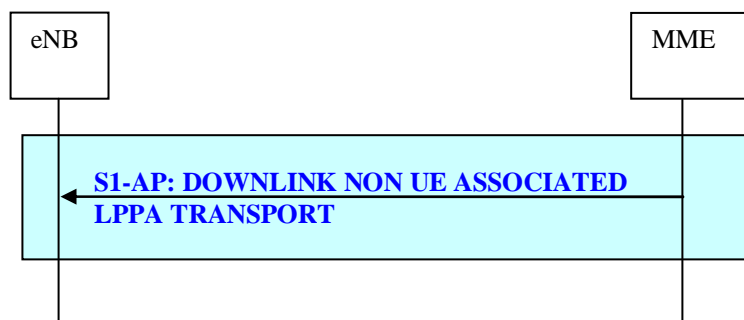 eNB
MME
S1-AP: DOWNLINK NON UE ASSOCIATED
LPPA TRANSPORT